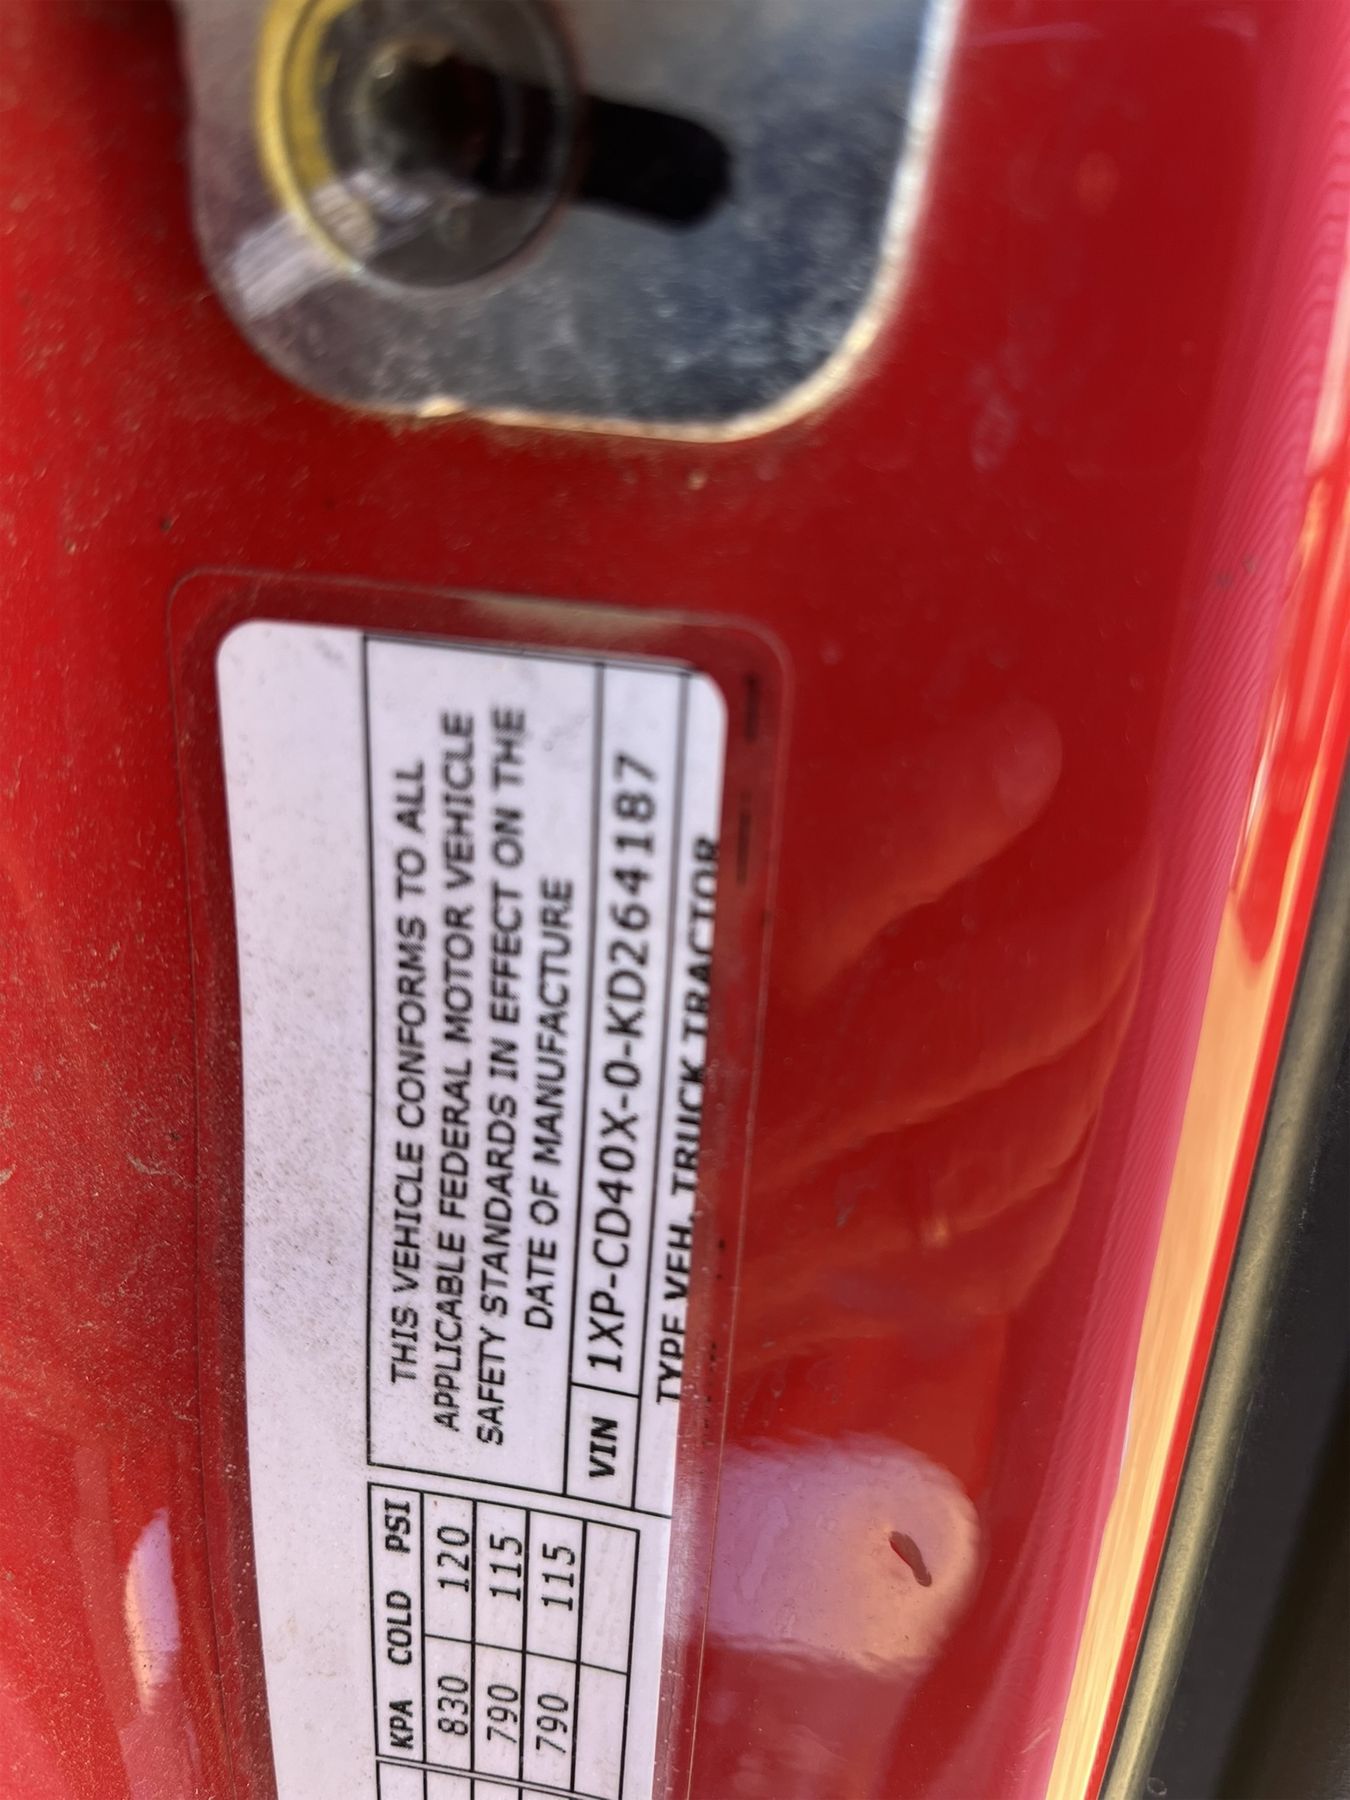 THIS VEHICLE CONFORMS TO ALL
APPLICABLE FEDERAL MOTOR VEHICLE
SAFETY STANDARDS IN EFFECT ON THE
DATE OF MANUFACTURE
VIN 1XP-CD40X-0-KD264187
TYPE VEH. TRUCK TRACTOR
KPA COLD PSI
830 120
790 115
790 115